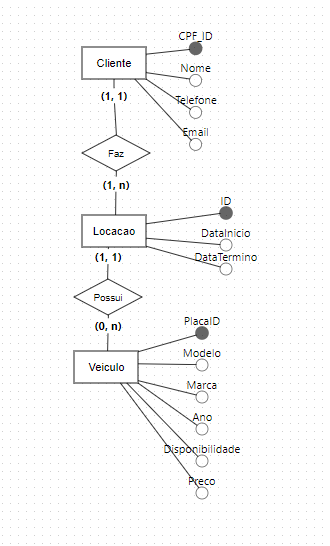 CPF_ID
Cliente
Nome
(1, 1)
Telefone
Email
Faz
(1, n)
ID
Locacao
DataInicio
(1, 1)
DataTermino
Possui
PlacaID
(0, n)
Modelo
Veiculo
Marca
Ano
Disponibilidade
Preco